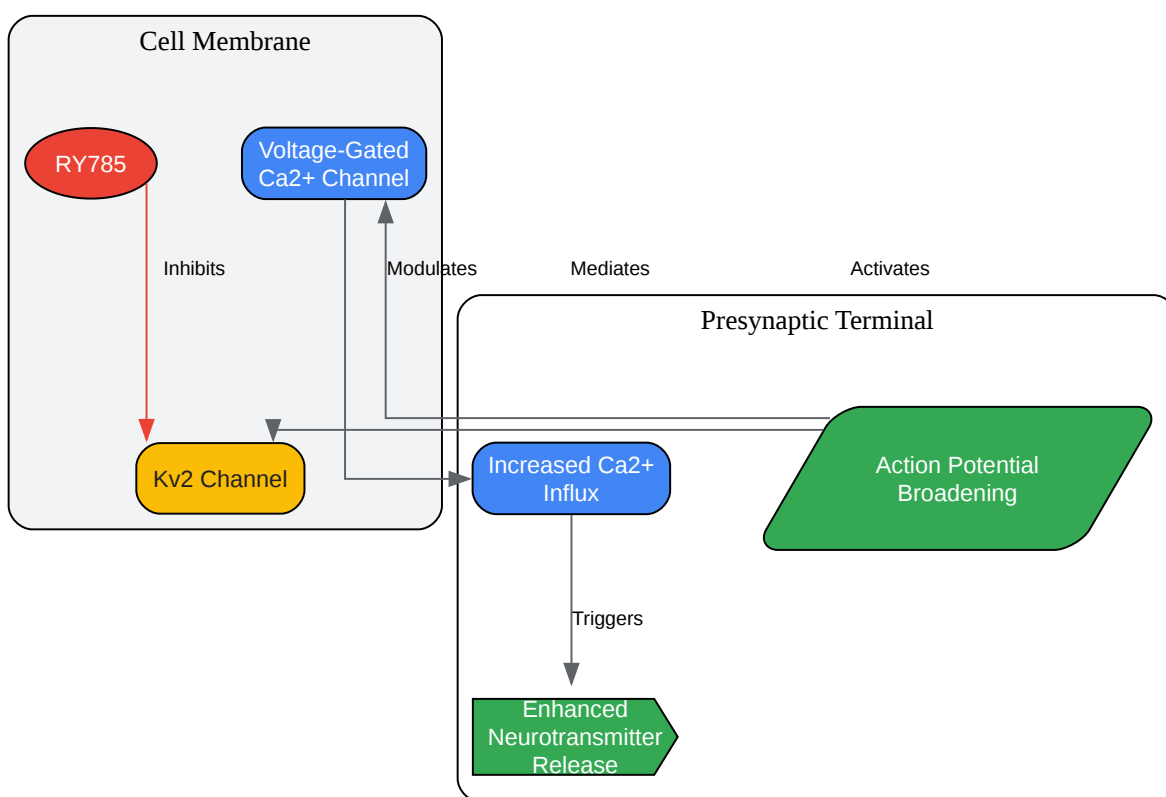 Cell Membrane
RY785
Voltage-Gated
Ca2+ Channel
Inhibits
Modulates
Mediates
Activates
Presynaptic Terminal
Kv2 Channel
Increased Ca2+
Influx
Action Potential
Broadening
Triggers
Enhanced
Neurotransmitter
Release